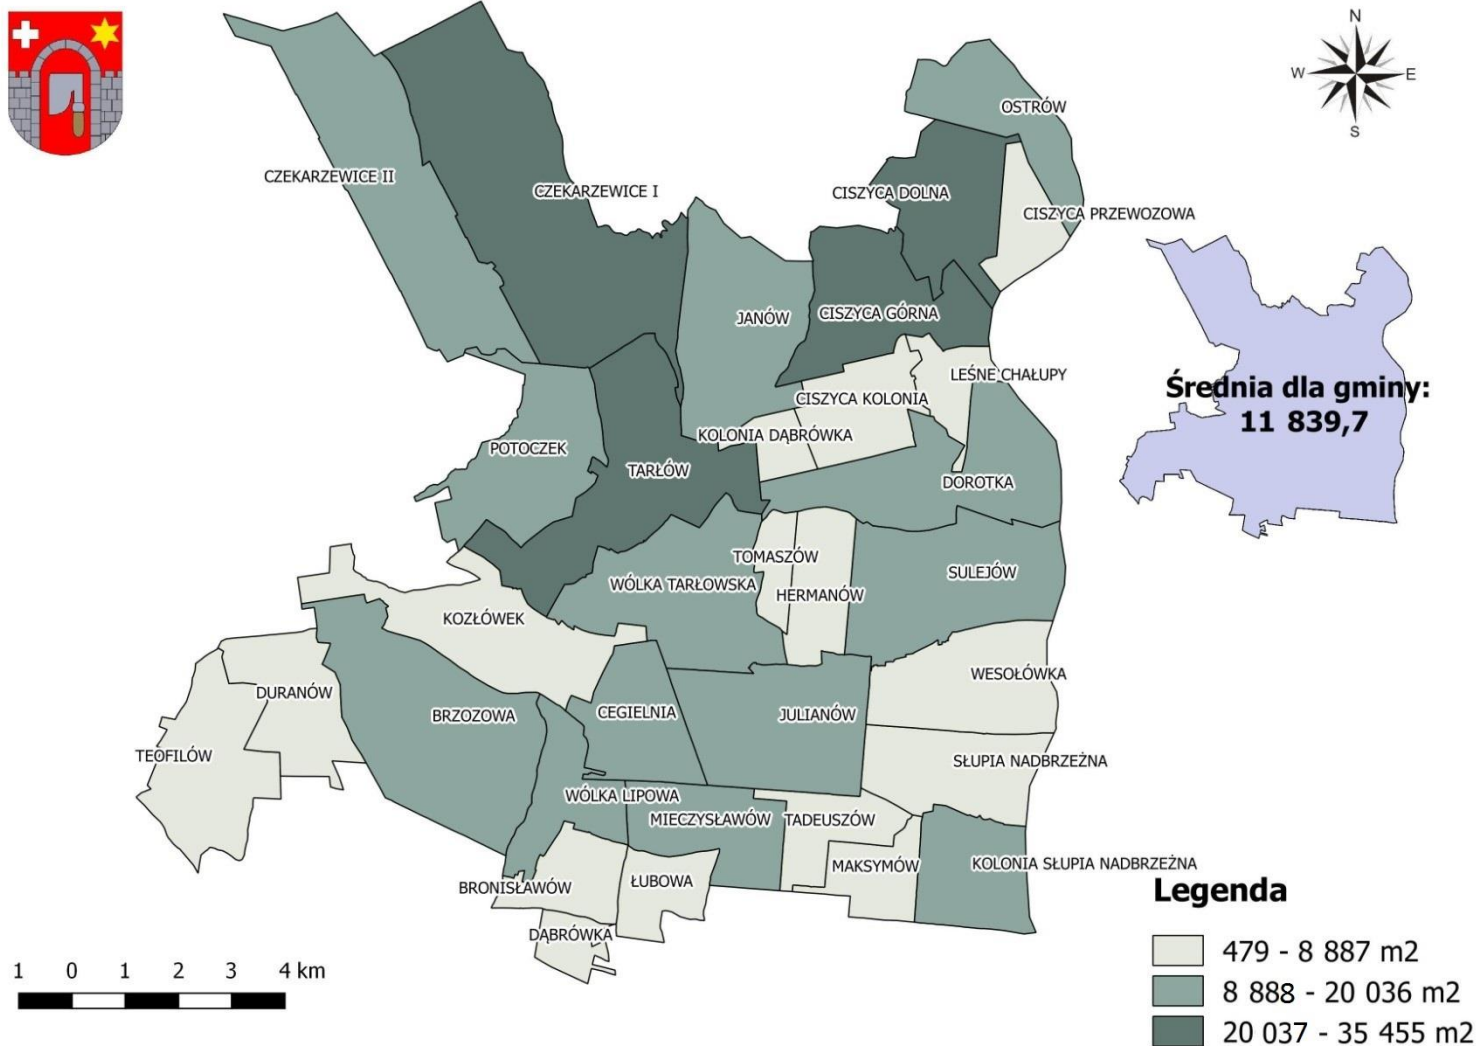 N
W
E
S
OSTRÓW
CZEKARZEWICE II
CZEKARZEWICE I
CISZYCA DOLNA
CISZYCA PRZEWOZOWA
JANÓW
CISZYCA GÓRNA
LEŚNE CHAŁUPY
Średnia dla gminy:
11 839,7
CISZYCA KOLONIA
KOLONIA DĄBRÓWKA
POTOCZEK
TARŁÓW
DOROTKA
TOMASZÓW
WÓLKA TARŁOWSKA
SULEJÓW
HERMANÓW
KOZŁÓWEK
WESOŁÓWKA
DURANÓW
BRZOZOWA
CEGIELNIA
JULIANÓW
TEOFILÓW
SŁUPIA NADBRZEŻNA
WÓLKA LIPOWA
MIECZYSŁAWÓW
TADEUSZÓW
MAKSYMÓW
KOLONIA SŁUPIA NADBRZEŻNA
BRONISŁAWÓW
ŁUBOWA
DĄBRÓWKA
Legenda
479 - 8 887 m2
8 888 - 20 036 m2
20 037 - 35 455 m2
1 0 1 2 3 4 km